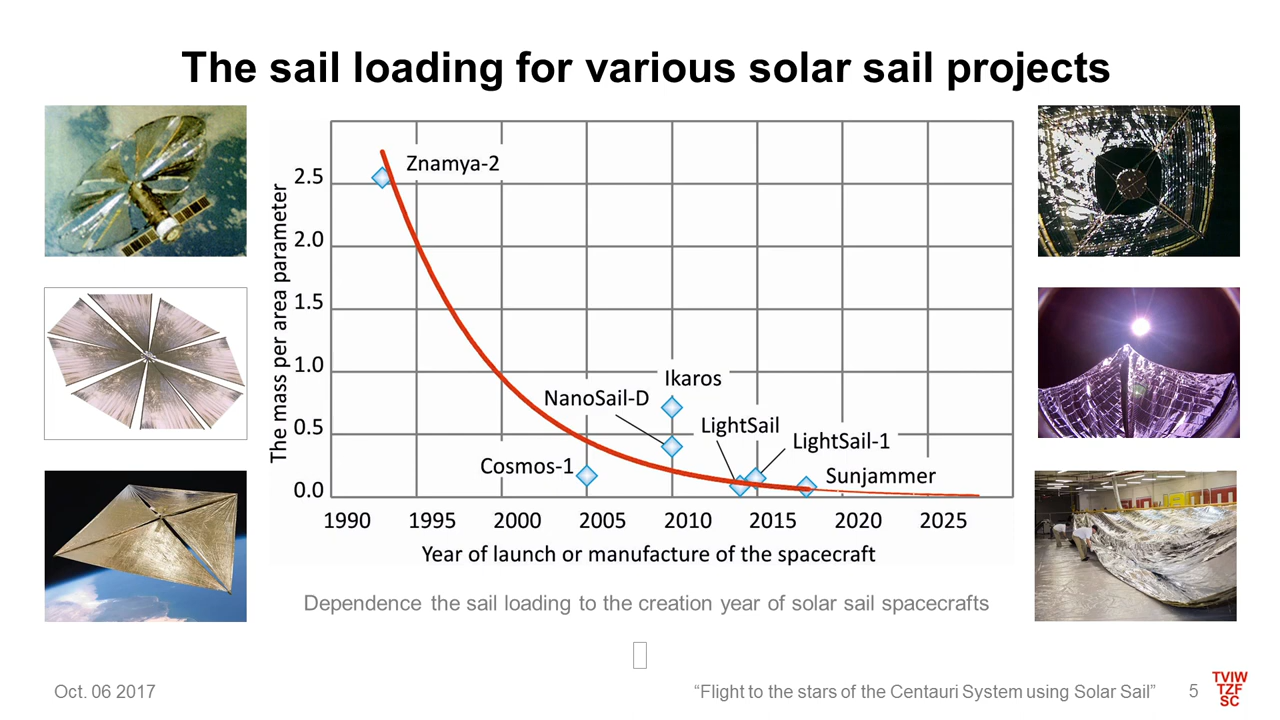 The sail loading for various solar sail projects
The mass per area parameter
2.5
2.0
1.5
1.0
0.5
0.0
Znamya-2
Ikaros
NanoSail-D
LightSail
LightSail-1
Cosmos-1
Sunjammer
1990 1995 2000 2005 2010 2015 2020 2025
Year of launch or manufacture of the spacecraft
Dependence the sail loading to the creation year of solar sail spacecrafts
Oct. 06 2017
“Flight to the stars of the Centauri System using Solar Sail”
5
TVIW
TZF
SC